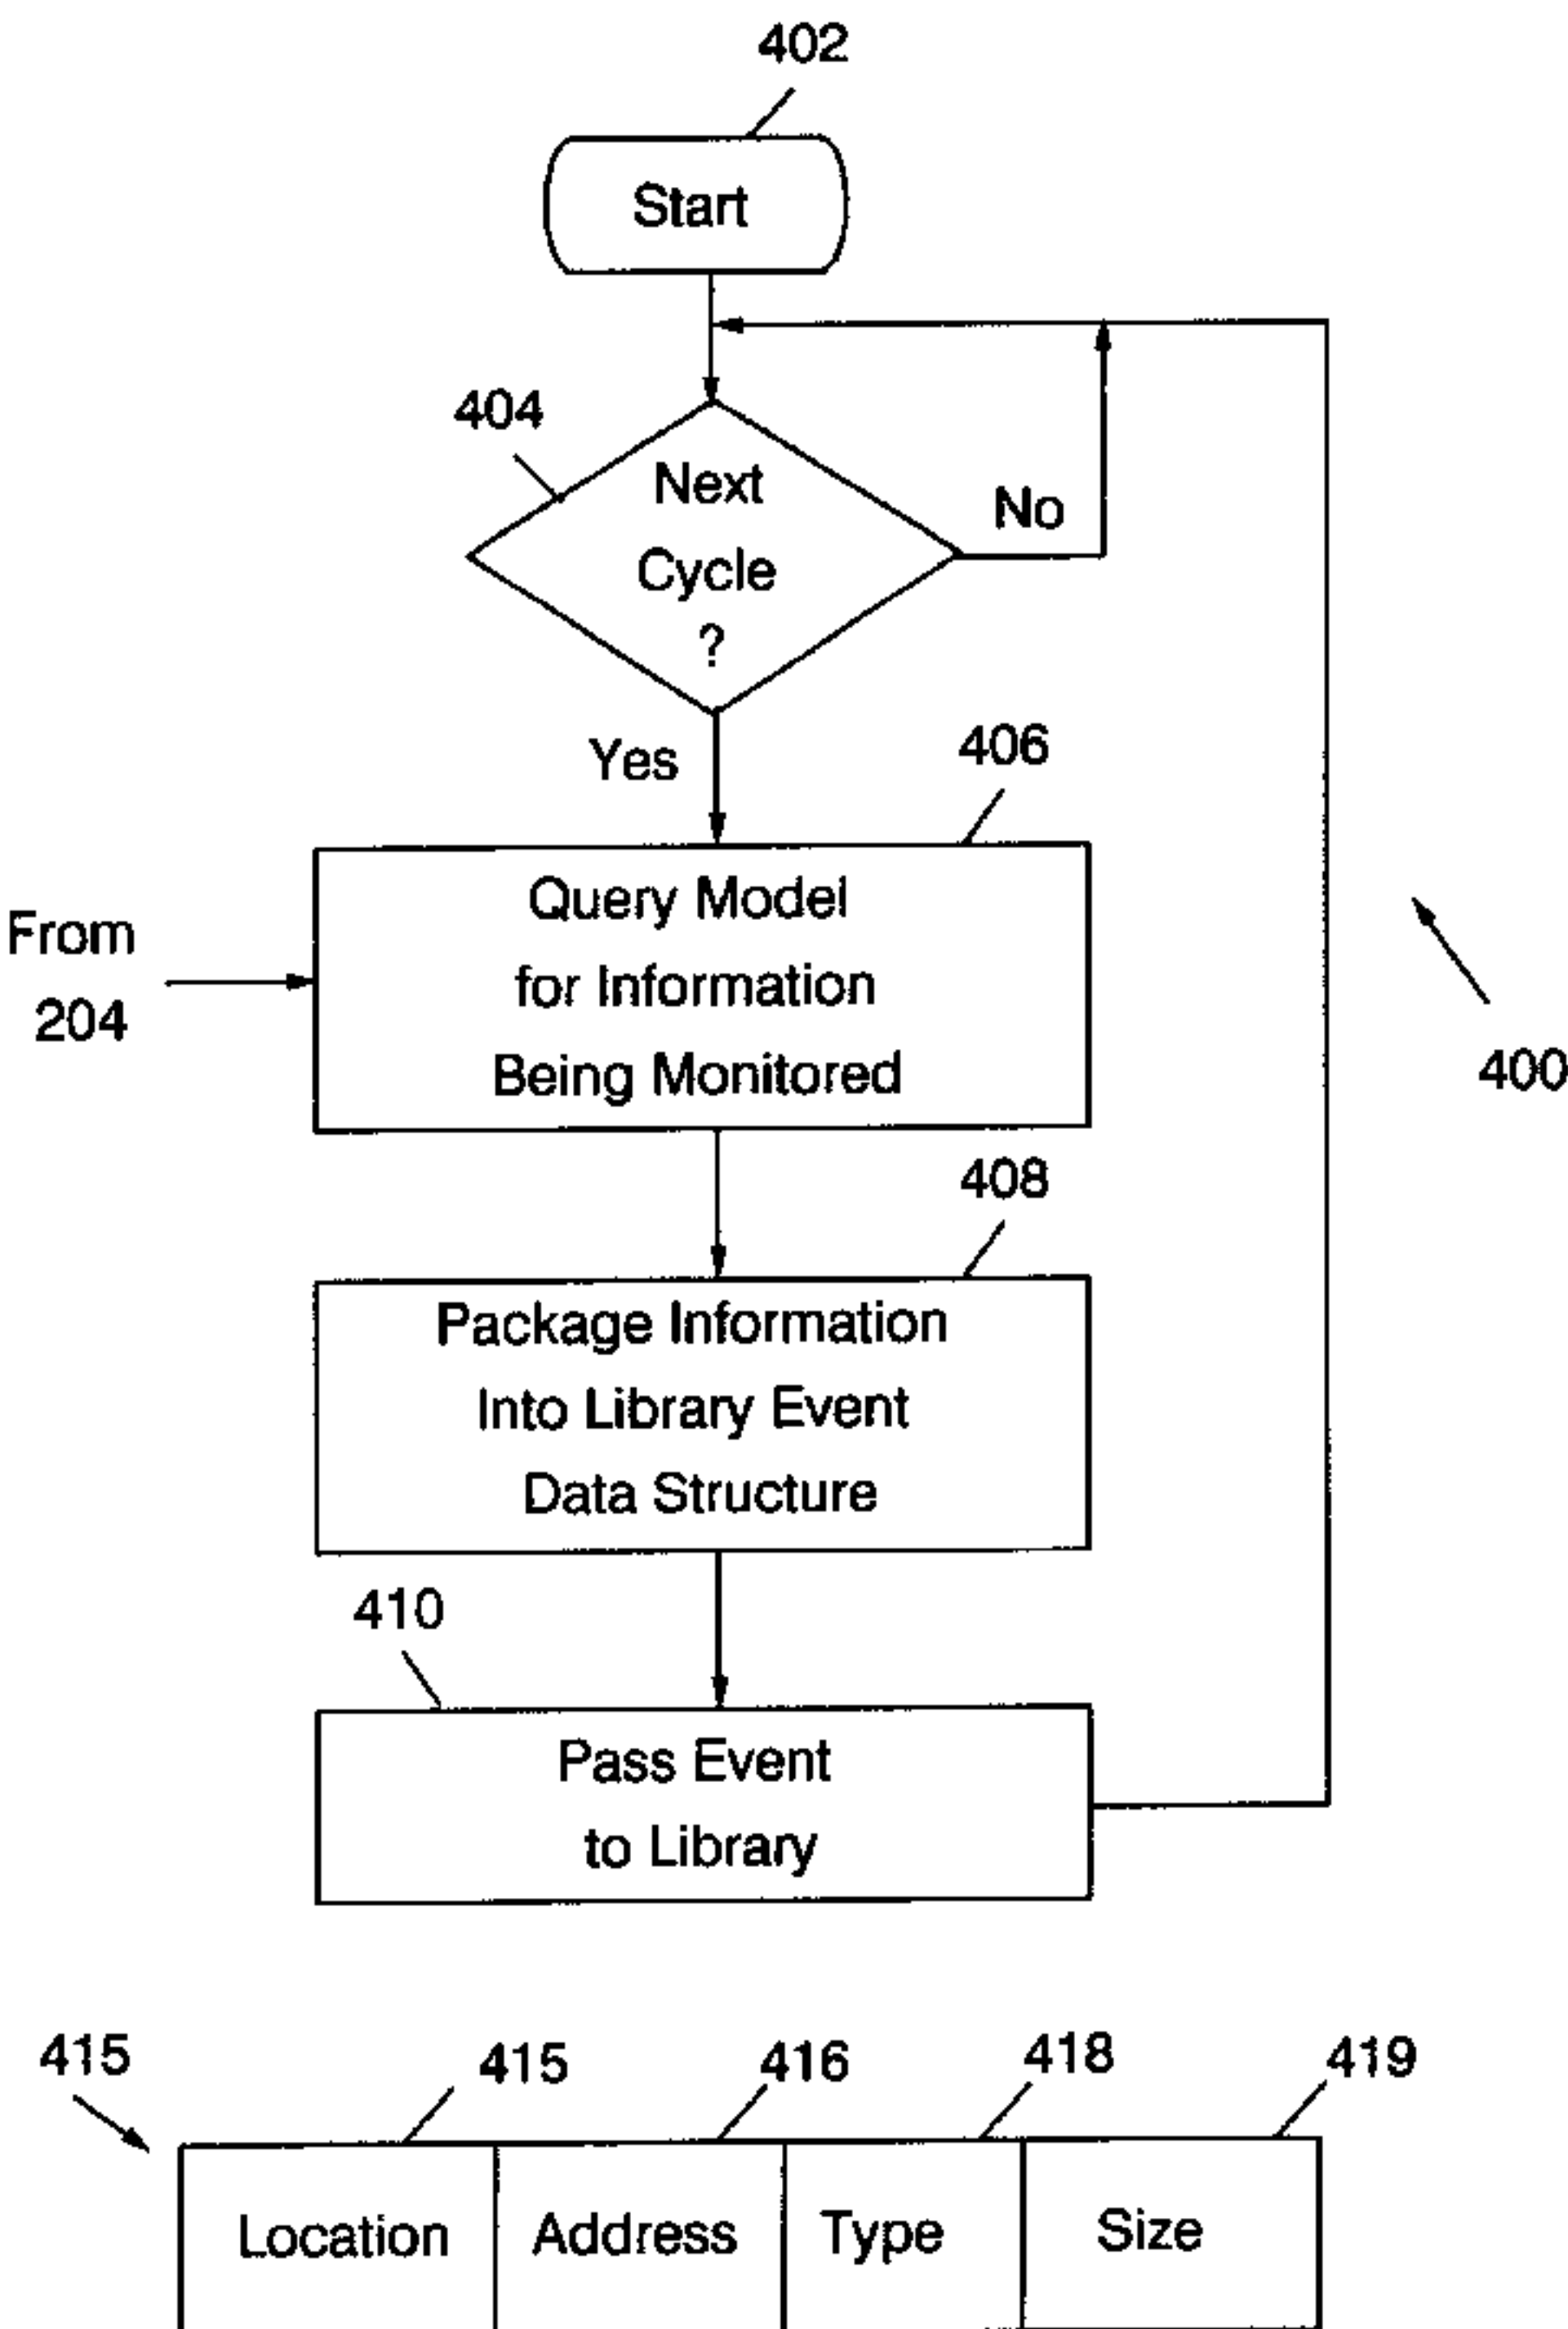 402
Start
404
Next
Cycle
?
No
Yes
406
Query Model
for Information
Being Monitored
From
204
400
408
Package Information
Into Library Event
Data Structure
410
Pass Event
to Library
415
415
416
418
419
Location
Address
Type
Size